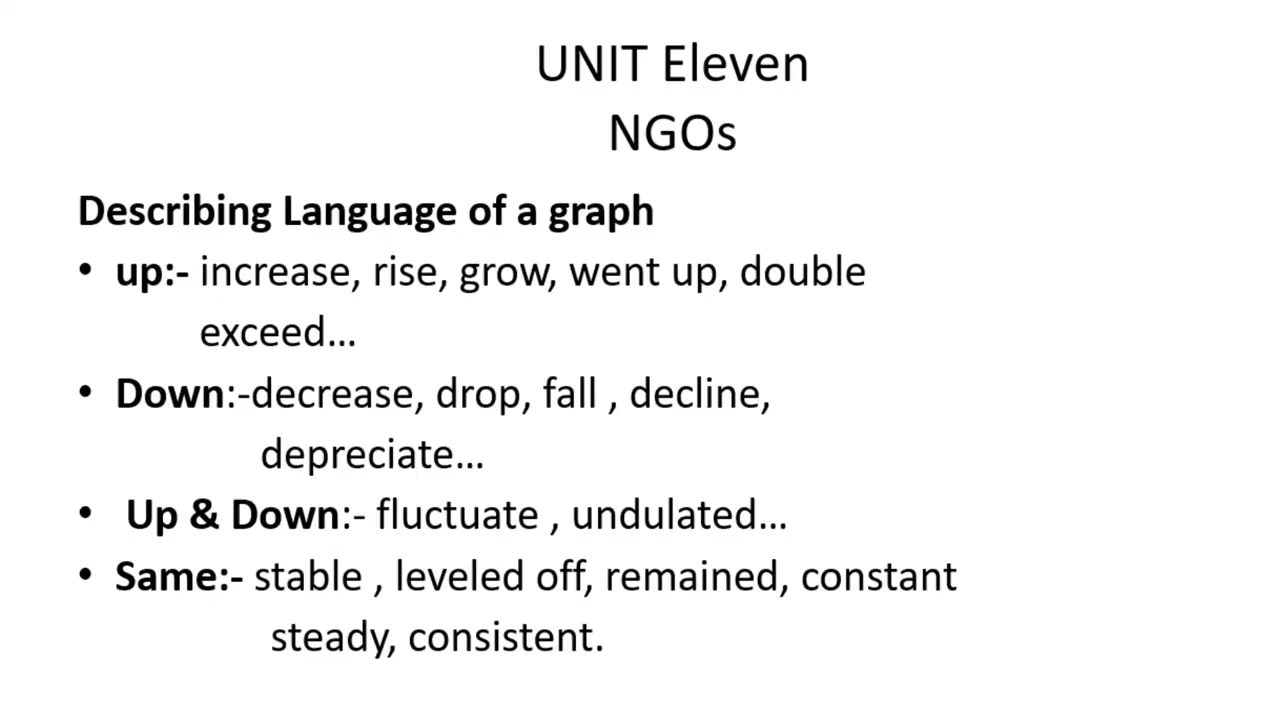 UNIT Eleven
NGOs
Describing Language of a graph
• up:- increase, rise, grow, went up, double
exceed...
• Down:-decrease, drop, fall , decline,
depreciate...
• Up & Down:- fluctuate , undulated...
• Same:- stable , leveled off, remained, constant
steady, consistent.